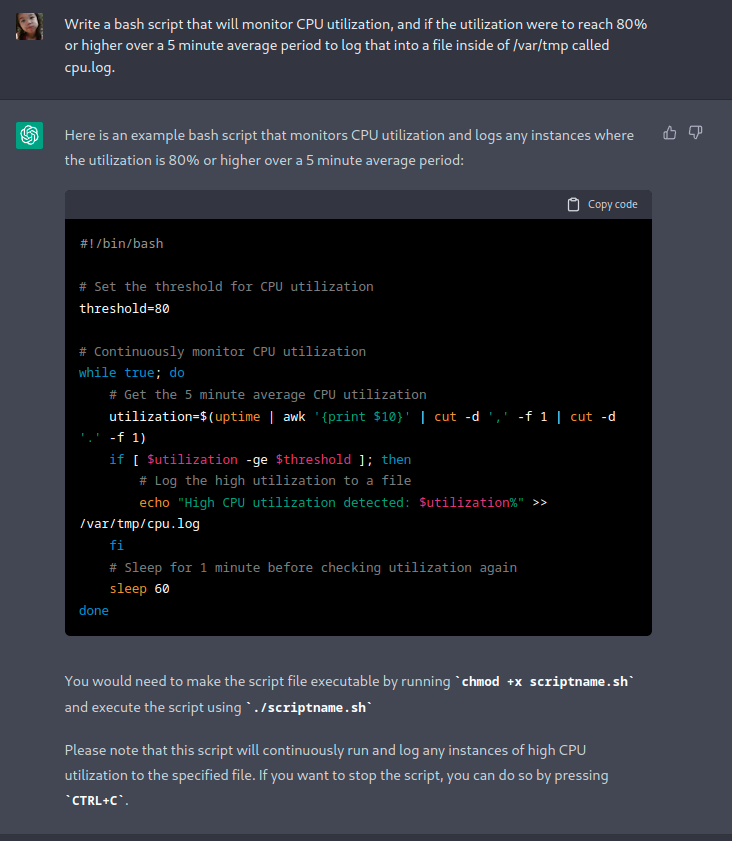 Write a bash script that will monitor CPU utilization, and if the utilization were to reach 80%
or higher over a 5 minute average period to log that into a file inside of /var/tmp called
cpu.log.
Here is an example bash script that monitors CPU utilization and logs any instances where
the utilization is 80% or higher over a 5 minute average period:
Copy code
#!/bin/bash
# Set the threshold for CPU utilization
threshold=80
# Continuously monitor CPU utilization
while true; do
    # Get the 5 minute average CPU utilization
    utilization=$(uptime | awk '{print $10}' | cut -d ',' -f 1 | cut -d
'.' -f 1)
    if [ $utilization -ge $threshold ]; then
        # Log the high utilization to a file
        echo "High CPU utilization detected: $utilization%" >>
/var/tmp/cpu.log
    fi
    # Sleep for 1 minute before checking utilization again
    sleep 60
done
You would need to make the script file executable by running `chmod +x scriptname.sh`
and execute the script using `./scriptname.sh`
Please note that this script will continuously run and log any instances of high CPU
utilization to the specified file. If you want to stop the script, you can do so by pressing
`CTRL+C`.